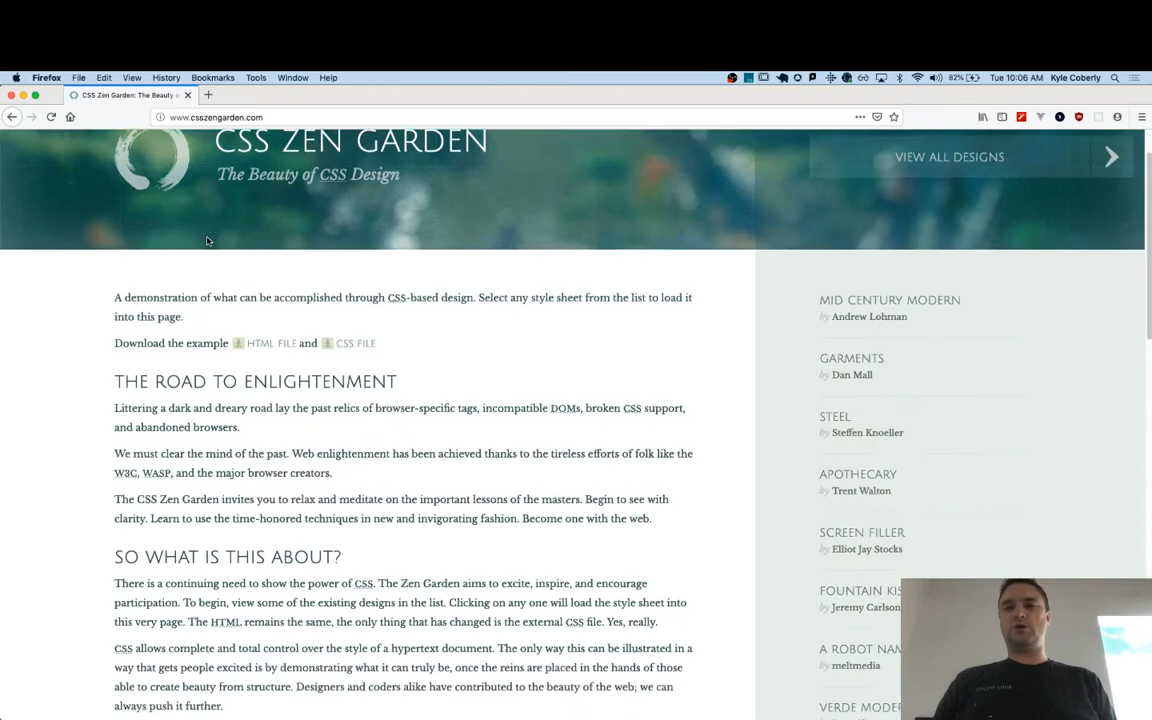 Firefox File Edit View History Bookmarks Tools Window Help 82% Tue 10:06 AM Kyle Coberly
CSS Zen Garden: The Beauty o
www.csszengarden.com
CSS ZEN GARDEN
The Beauty of CSS Design
VIEW ALL DESIGNS
A demonstration of what can be accomplished through CSS-based design. Select any style sheet from the list to load it
into this page.
Download the example HTML FILE and CSS FILE
THE ROAD TO ENLIGHTENMENT
Littering a dark and dreary road lay the past relics of browser-specific tags, incompatible DOMs, broken CSS support,
and abandoned browsers.
We must clear the mind of the past. Web enlightenment has been achieved thanks to the tireless efforts of folk like the
W3C, WASP, and the major browser creators.
The CSS Zen Garden invites you to relax and meditate on the important lessons of the masters. Begin to see with
clarity. Learn to use the time-honored techniques in new and invigorating fashion. Become one with the web.
SO WHAT IS THIS ABOUT?
There is a continuing need to show the power of CSS. The Zen Garden aims to excite, inspire, and encourage
participation. To begin, view some of the existing designs in the list. Clicking on any one will load the style sheet into
this very page. The HTML remains the same, the only thing that has changed is the external CSS file. Yes, really.
CSS allows complete and total control over the style of a hypertext document. The only way this can be illustrated in a
way that gets people excited is by demonstrating what it can truly be, once the reins are placed in the hands of those
able to create beauty from structure. Designers and coders alike have contributed to the beauty of the web; we can
always push it further.
MID CENTURY MODERN
by Andrew Lohman
GARMENTS
by Dan Mall
STEEL
by Steffen Knoeller
APOTHECARY
by Trent Walton
SCREEN FILLER
by Elliot Jay Stocks
FOUNTAIN KIS
by Jeremy Carlson
A ROBOT NAM
by meltmedia
VERDE MODER